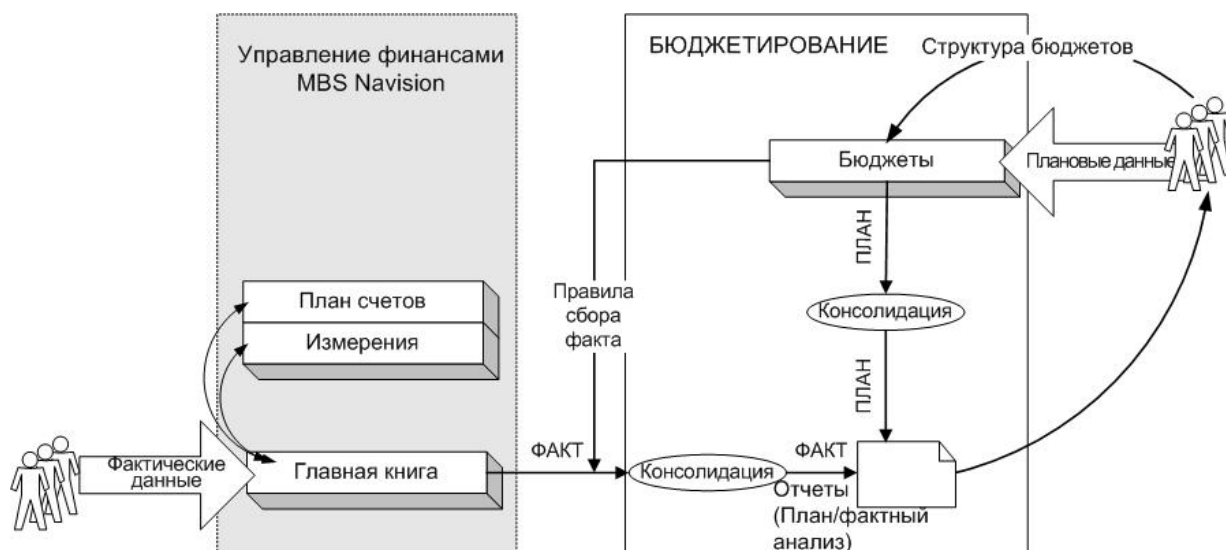 Управление финансами
MBS Navision
БЮДЖЕТИРОВАНИЕ
Структура бюджетов
Бюджеты
Плановые данные
ПЛАН
План счетов
Измерения
Правила
сбора
факта
Консолидация
ПЛАН
Фактические
данные
Главная книга
ФАКТ
Консолидация
ФАКТ
Отчеты
(План/фактный
анализ)